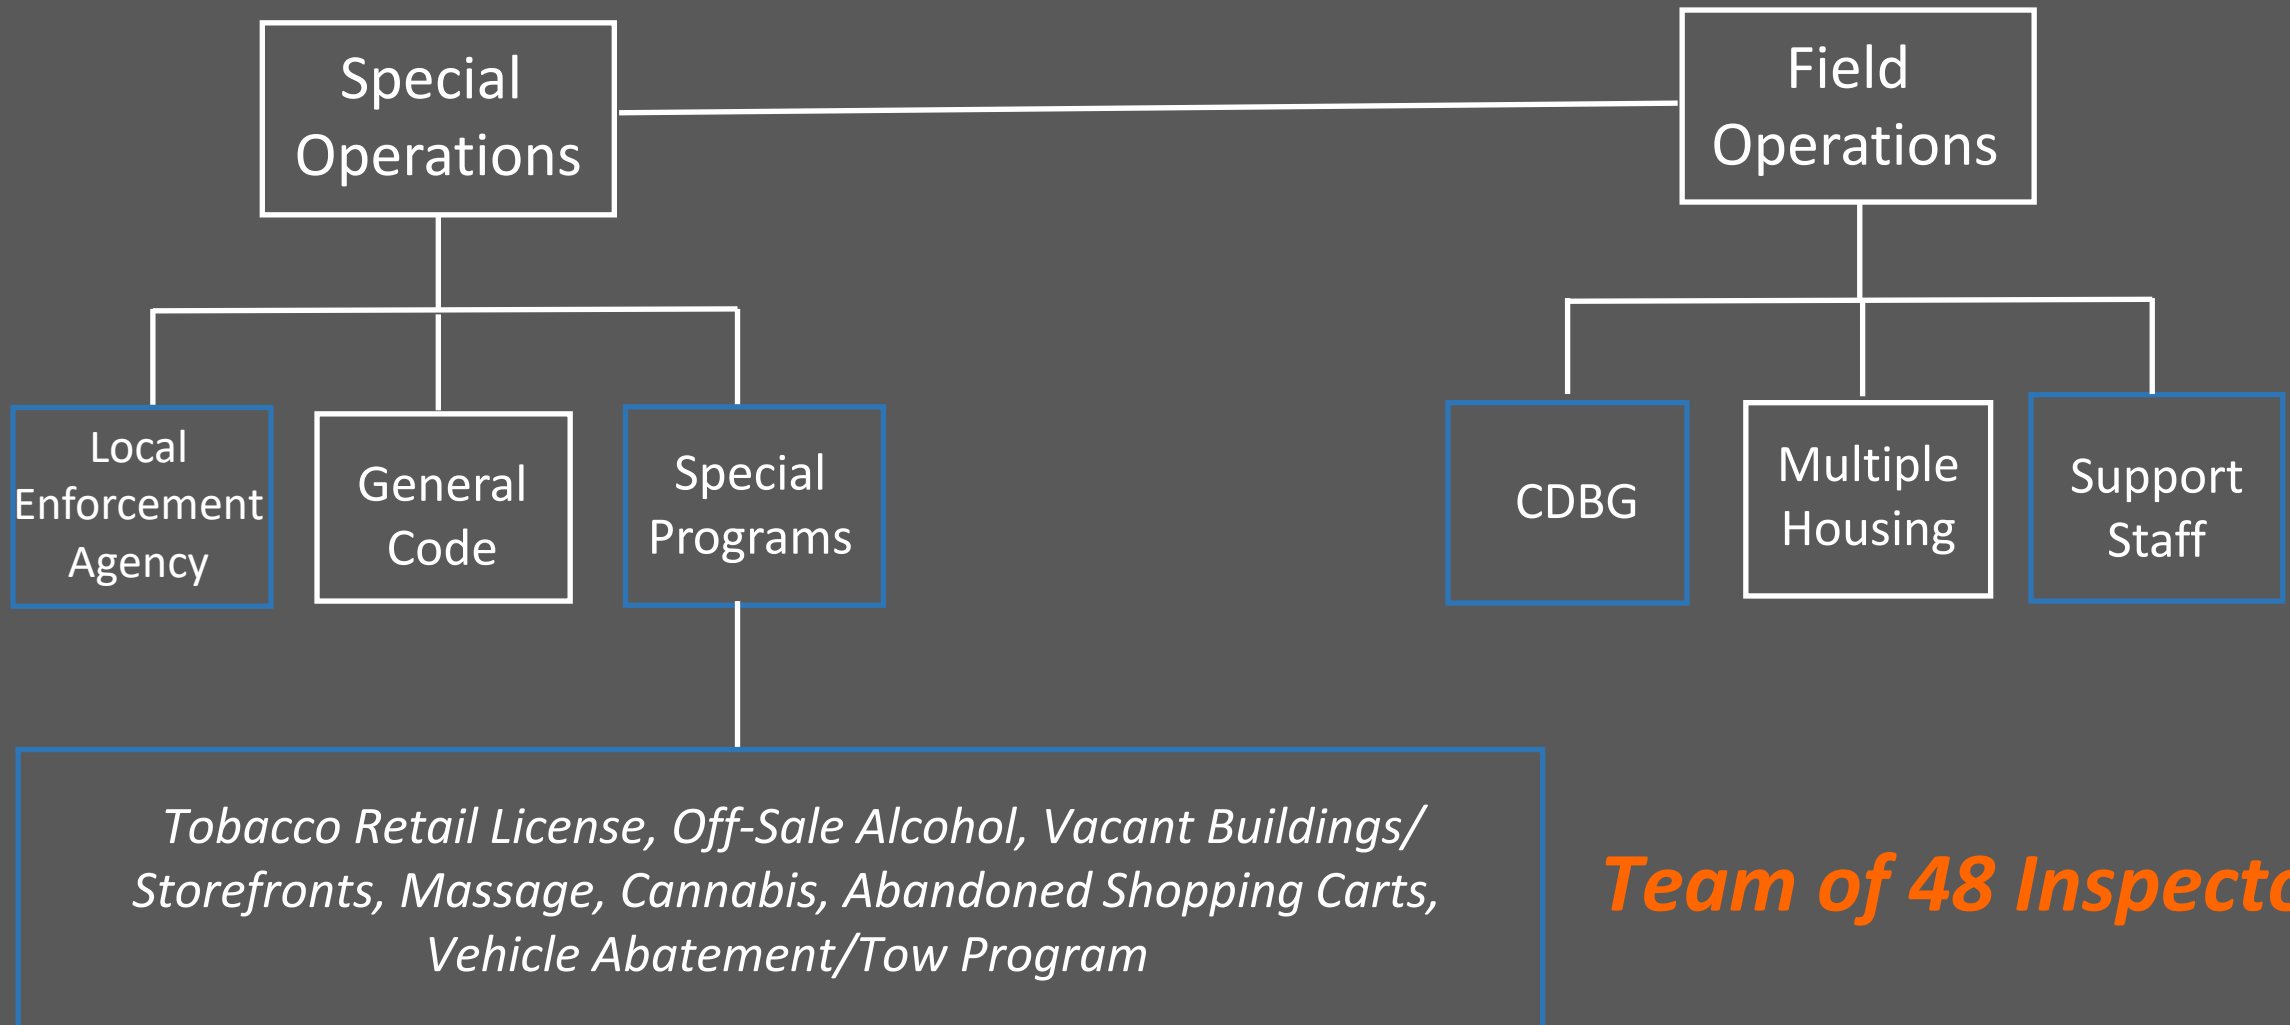 Special
Operations
Field
Operations
Local
Enforcement
Agency
General
Code
Special
Programs
CDBG
Multiple
Housing
Support
Staff
Tobacco Retail License, Off-Sale Alcohol, Vacant Buildings/
Storefronts, Massage, Cannabis, Abandoned Shopping Carts,
Vehicle Abatement/Tow Program
Team of 48